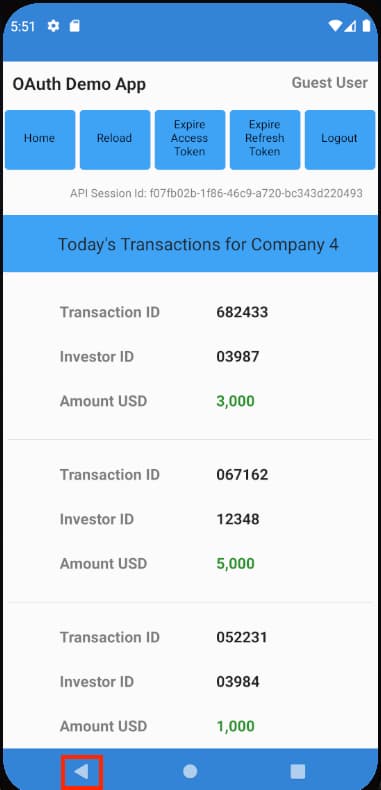 5:51
OAuth Demo App
Guest User
Home
Reload
Expire
Access
Token
Expire
Refresh
Token
Logout
API Session Id: f07fb02b-1f86-46c9-a720-bc343d220493
Today's Transactions for Company 4
Transaction ID 682433
Investor ID 03987
Amount USD 3,000
Transaction ID 067162
Investor ID 12348
Amount USD 5,000
Transaction ID 052231
Investor ID 03984
Amount USD 1,000